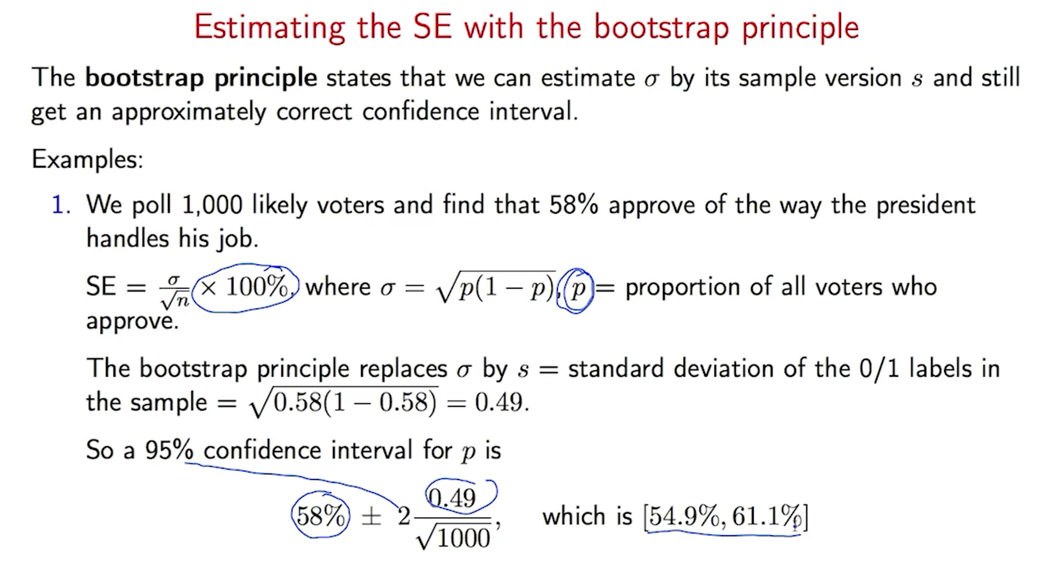 Estimating the SE with the bootstrap principle
The bootstrap principle states that we can estimate σ by its sample version s and still
get an approximately correct confidence interval.
Examples:
1. We poll 1,000 likely voters and find that 58% approve of the way the president
handles his job.
SE = σ/√n × 100%, where σ = √(p(1 − p)), p = proportion of all voters who
approve.
The bootstrap principle replaces σ by s = standard deviation of the 0/1 labels in
the sample = √(0.58(1 − 0.58)) = 0.49.
So a 95% confidence interval for p is
58% ± 2 0.49/√1000, which is [54.9%, 61.1%]